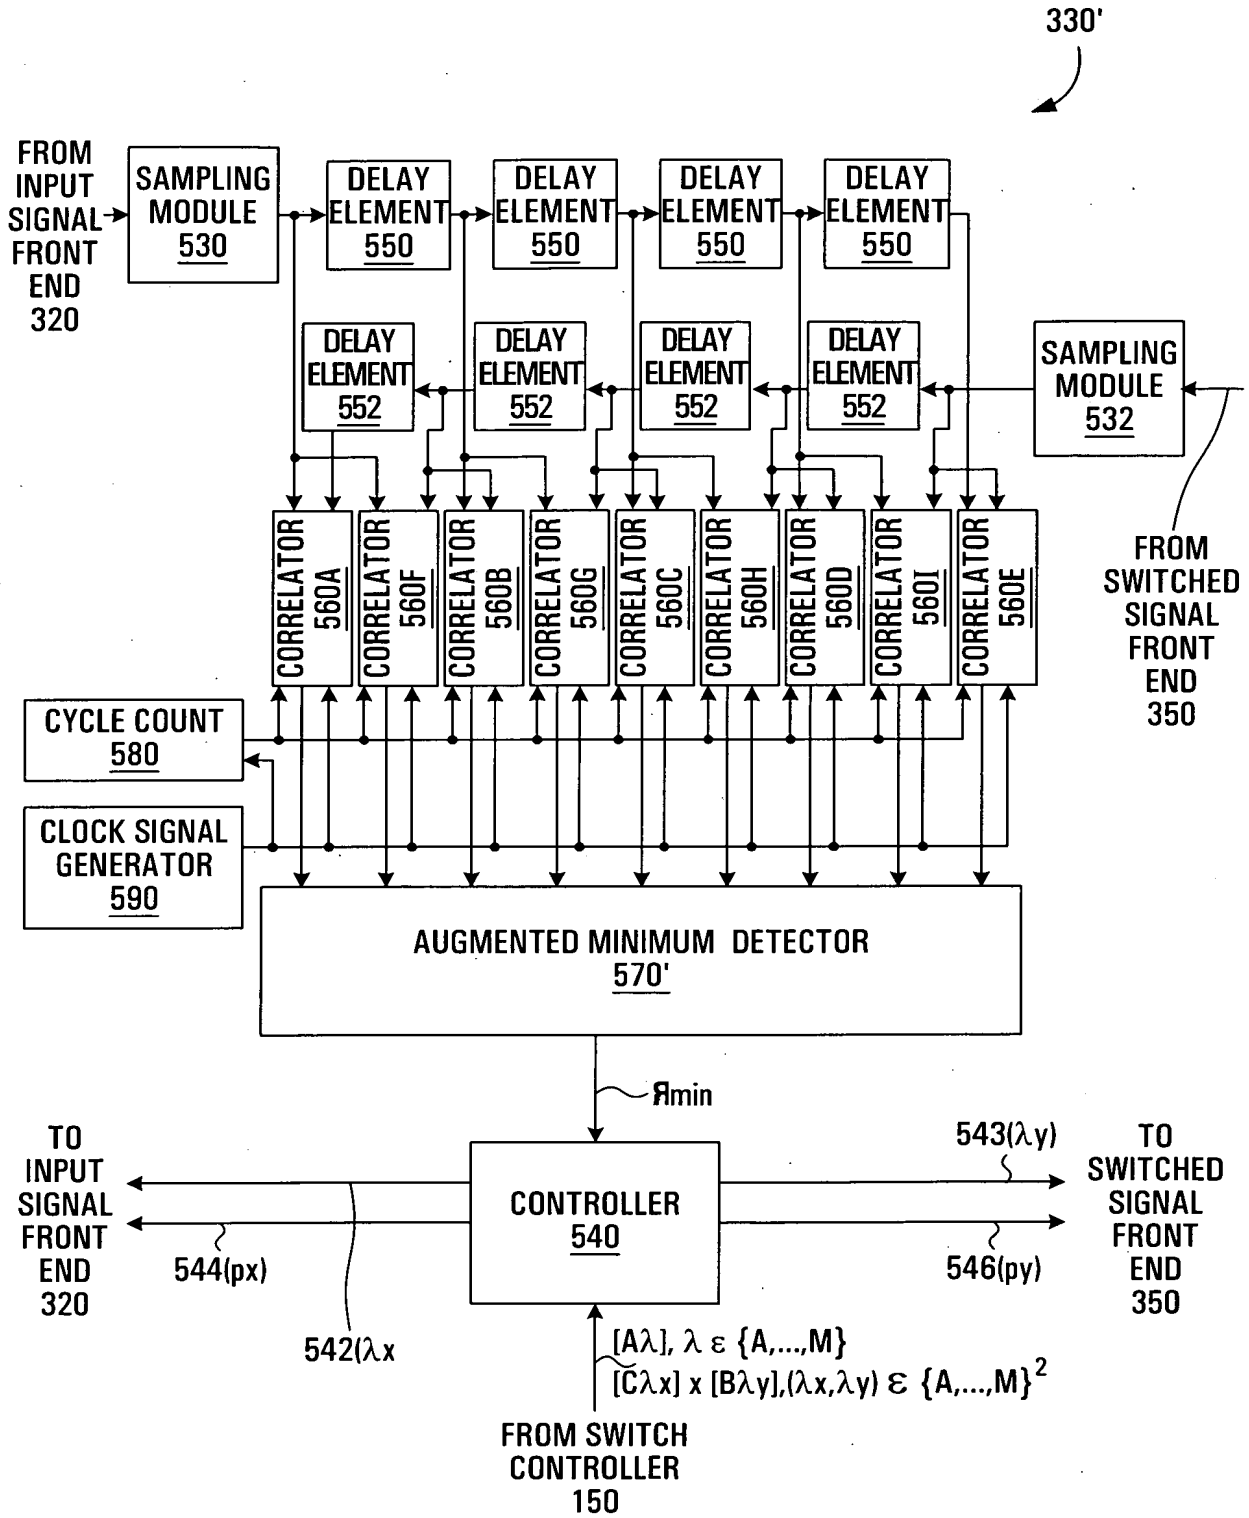 330'
FROM
INPUT
SIGNAL
FRONT
END
320
SAMPLING
MODULE
530
DELAY
ELEMENT
550
DELAY
ELEMENT
550
DELAY
ELEMENT
550
DELAY
ELEMENT
550
DELAY
ELEMENT
552
DELAY
ELEMENT
552
DELAY
ELEMENT
552
DELAY
ELEMENT
552
SAMPLING
MODULE
532
FROM
SWITCHED
SIGNAL
FRONT
END
350
CORRELATOR
560A
CORRELATOR
560F
CORRELATOR
560B
CORRELATOR
560G
CORRELATOR
560C
CORRELATOR
560H
CORRELATOR
560D
CORRELATOR
560I
CORRELATOR
560E
CYCLE COUNT
580
CLOCK SIGNAL
GENERATOR
590
AUGMENTED MINIMUM DETECTOR
570'
Яmin
TO
INPUT
SIGNAL
FRONT
END
320
CONTROLLER
540
543(λy)
546(py)
544(px)
542(λx
TO
SWITCHED
SIGNAL
FRONT
END
350
[Aλ], λ ε {A,...,M}
[Cλx] x [Bλy],(λx,λy) ε {A,...,M}²
FROM SWITCH
CONTROLLER
150